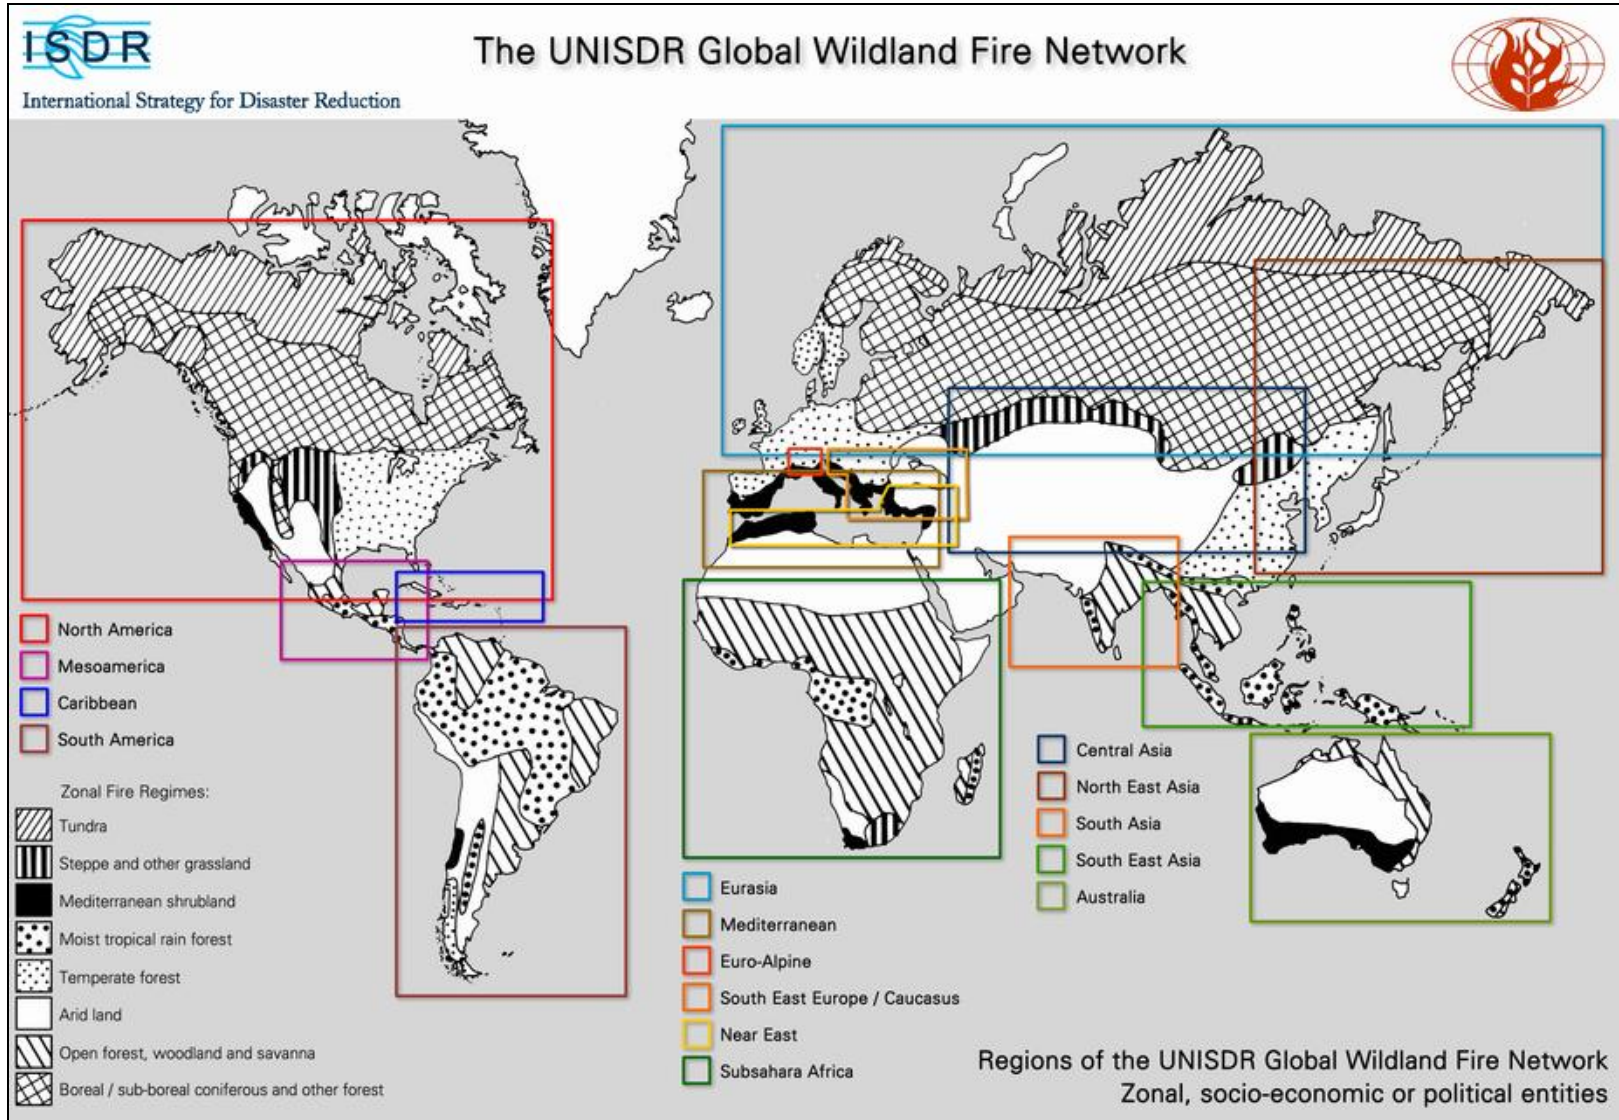 ISDR
International Strategy for Disaster Reduction
The UNISDR Global Wildland Fire Network
North America
Mesoamerica
Caribbean
South America
Zonal Fire Regimes:
Tundra
Steppe and other grassland
Mediterranean shrubland
Moist tropical rain forest
Temperate forest
Arid land
Open forest, woodland and savanna
Boreal / sub-boreal coniferous and other forest
Eurasia
Mediterranean
Euro-Alpine
South East Europe / Caucasus
Near East
Subsahara Africa
Central Asia
North East Asia
South Asia
South East Asia
Australia
Regions of the UNISDR Global Wildland Fire Network
Zonal, socio-economic or political entities